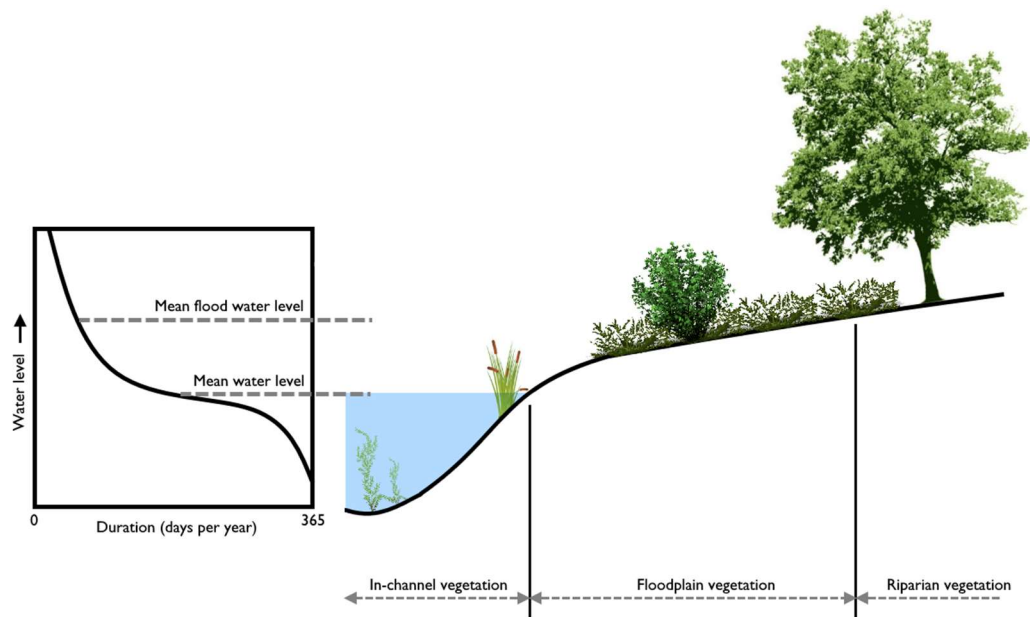 Mean flood water level
Mean water level
Water level
0
365
Duration (days per year)
In-channel vegetation
Floodplain vegetation
Riparian vegetation